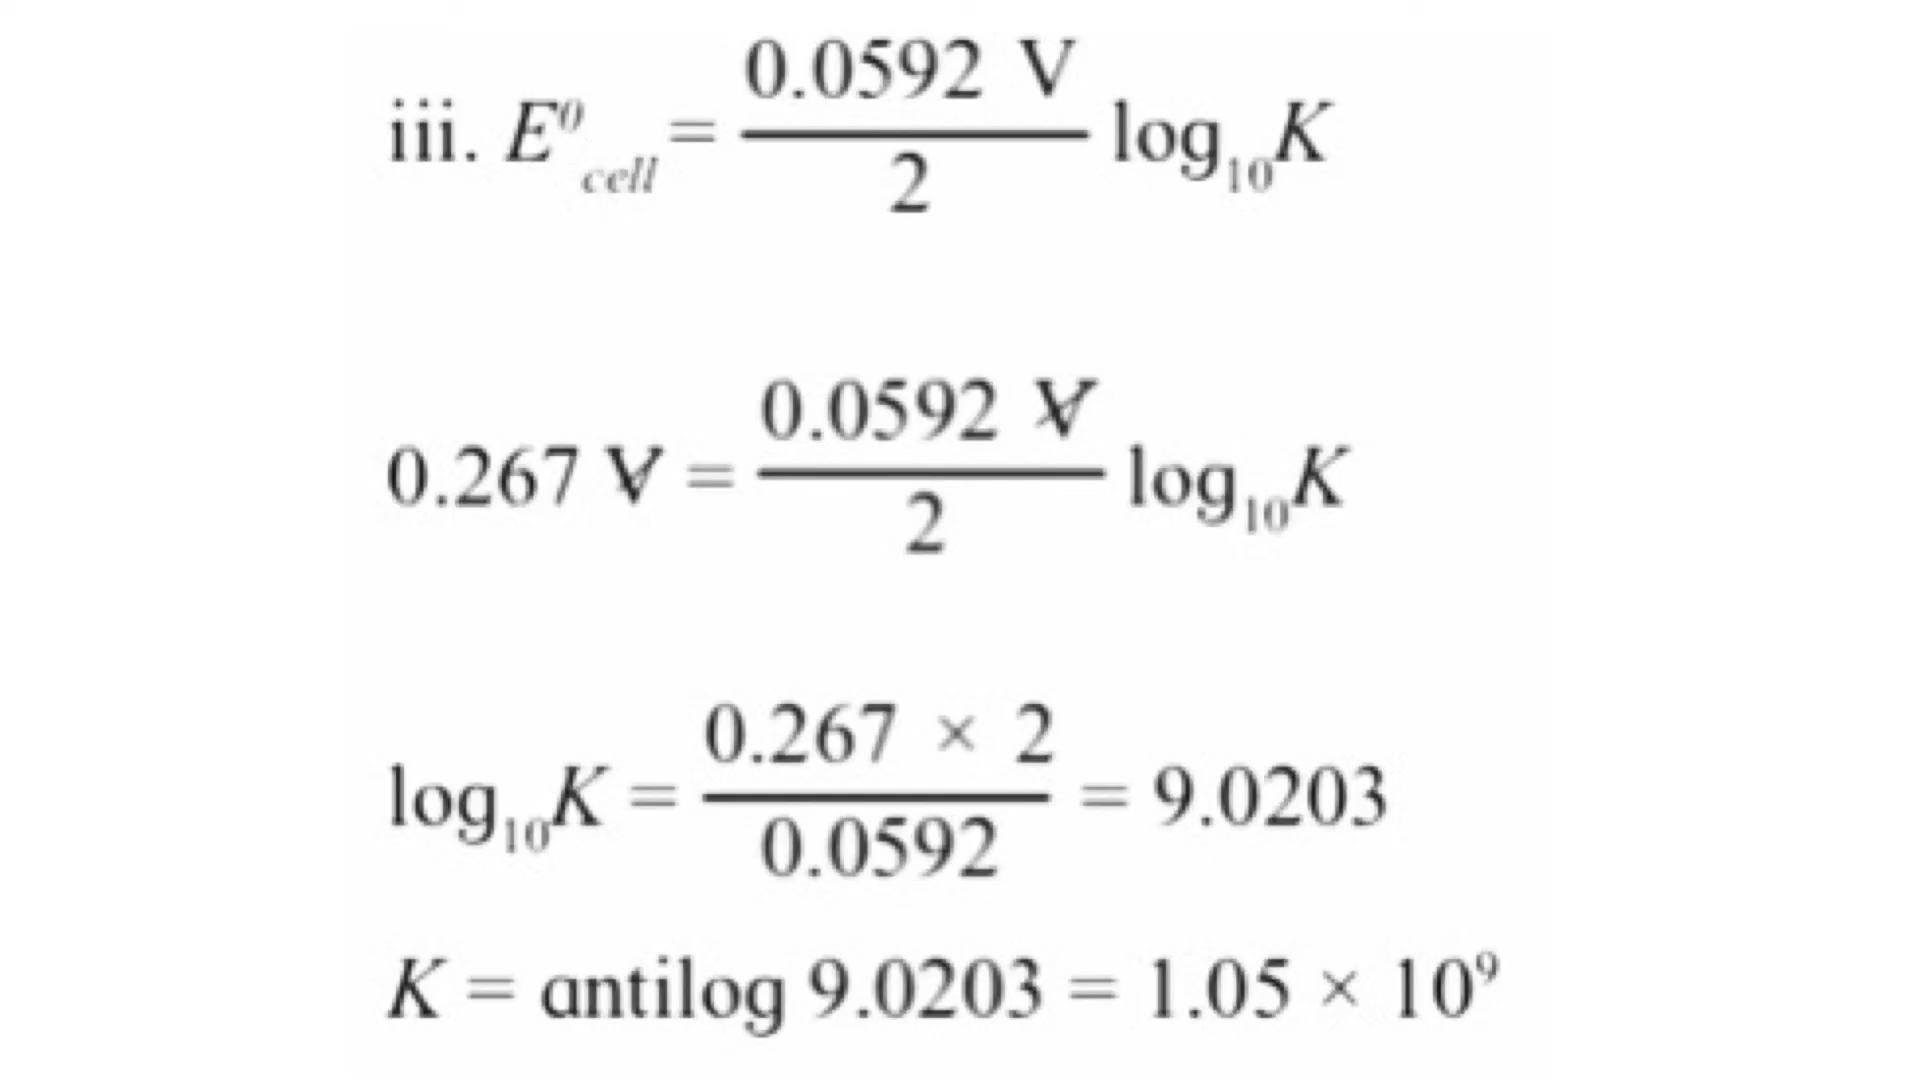 iii. E⁰cell = 0.0592 V / 2 log₁₀K
0.267 V = 0.0592 V / 2 log₁₀K
log₁₀K = 0.267 × 2 / 0.0592 = 9.0203
K = antilog 9.0203 = 1.05 × 10⁹